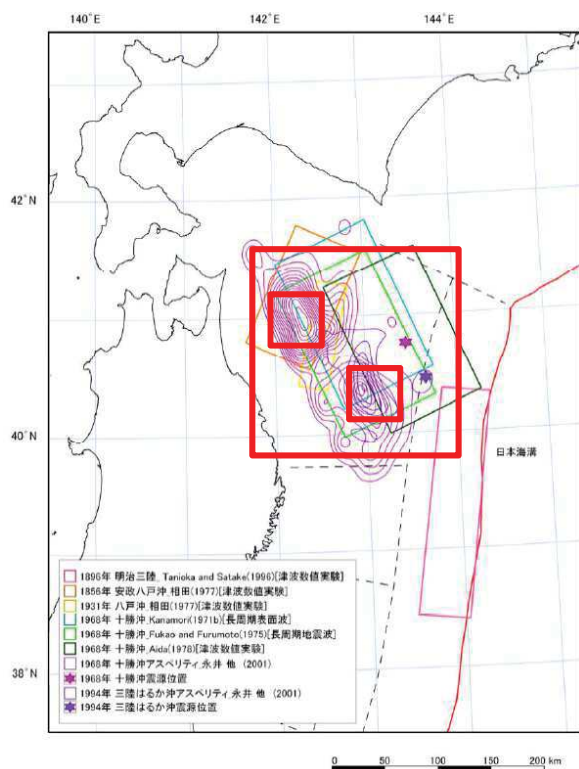 140˚E
142˚E
144˚E
42˚N
40˚N
日本海溝
38˚N
1896年 明治三陸_Tanioka and Satake(1996)[津波数値実験]
1856年 安政八戸沖_相田(1977)[津波数値実験]
1931年 八戸沖_相田(1977)[津波数値実験]
1968年 十勝沖_Kanamori(1971b)[長周期表面波]
1968年 十勝沖_Fukao and Furumoto(1975)[長周期地震波]
1968年 十勝沖_Aida(1978)[津波数値実験]
1968年 十勝沖アスペリティ_永井 他 (2001)
1968年 十勝沖震源位置
1994年 三陸はるか沖アスペリティ_永井 他 (2001)
1994年 三陸はるか沖震源位置
0 50 100 150 200 km